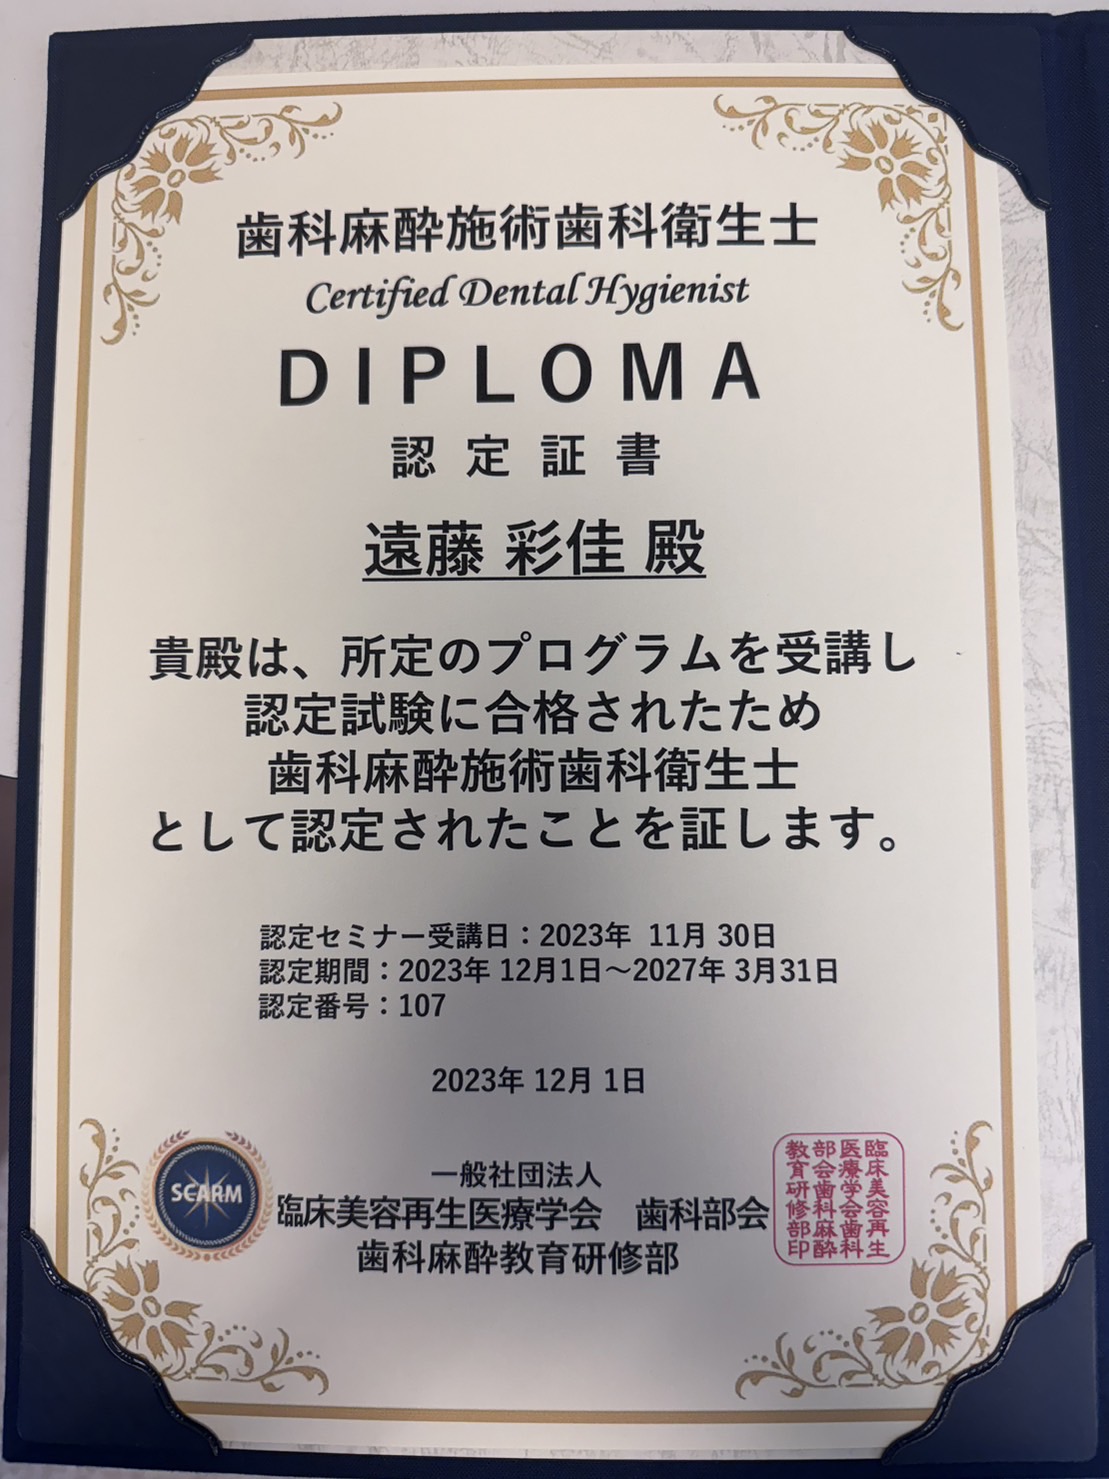 歯科麻酔施術歯科衛生士
Certified Dental Hygienist
DIPLOMA
認定証書
遠藤 彩佳 殿
貴殿は、所定のプログラムを受講し
認定試験に合格されたため
歯科麻酔施術歯科衛生士
として認定されたことを証します。
認定セミナー受講日：2023年 11月 30日
認定期間：2023年 12月1日～2027年 3月31日
認定番号：107
2023年 12月 1日
SCARM
一般社団法人
臨床美容再生医療学会　歯科部会
歯科麻酔教育研修部
臨床美容再生
医療学会歯科
部会歯科麻酔
教育研修部印